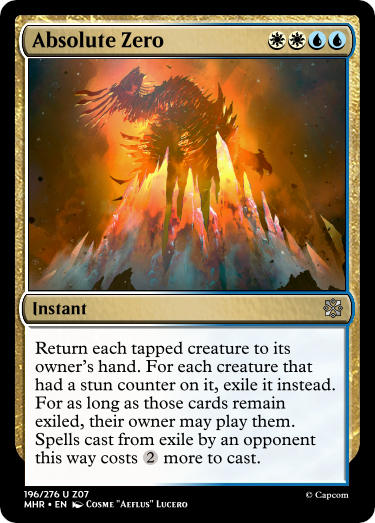 Absolute Zero
Instant
Return each tapped creature to its
owner's hand. For each creature that
had a stun counter on it, exile it instead.
For as long as those cards remain
exiled, their owner may play them.
Spells cast from exile by an opponent
this way costs 2 more to cast.
196/276 U Z07
MHR • EN Cosme "Aeflus" Lucero
© Capcom